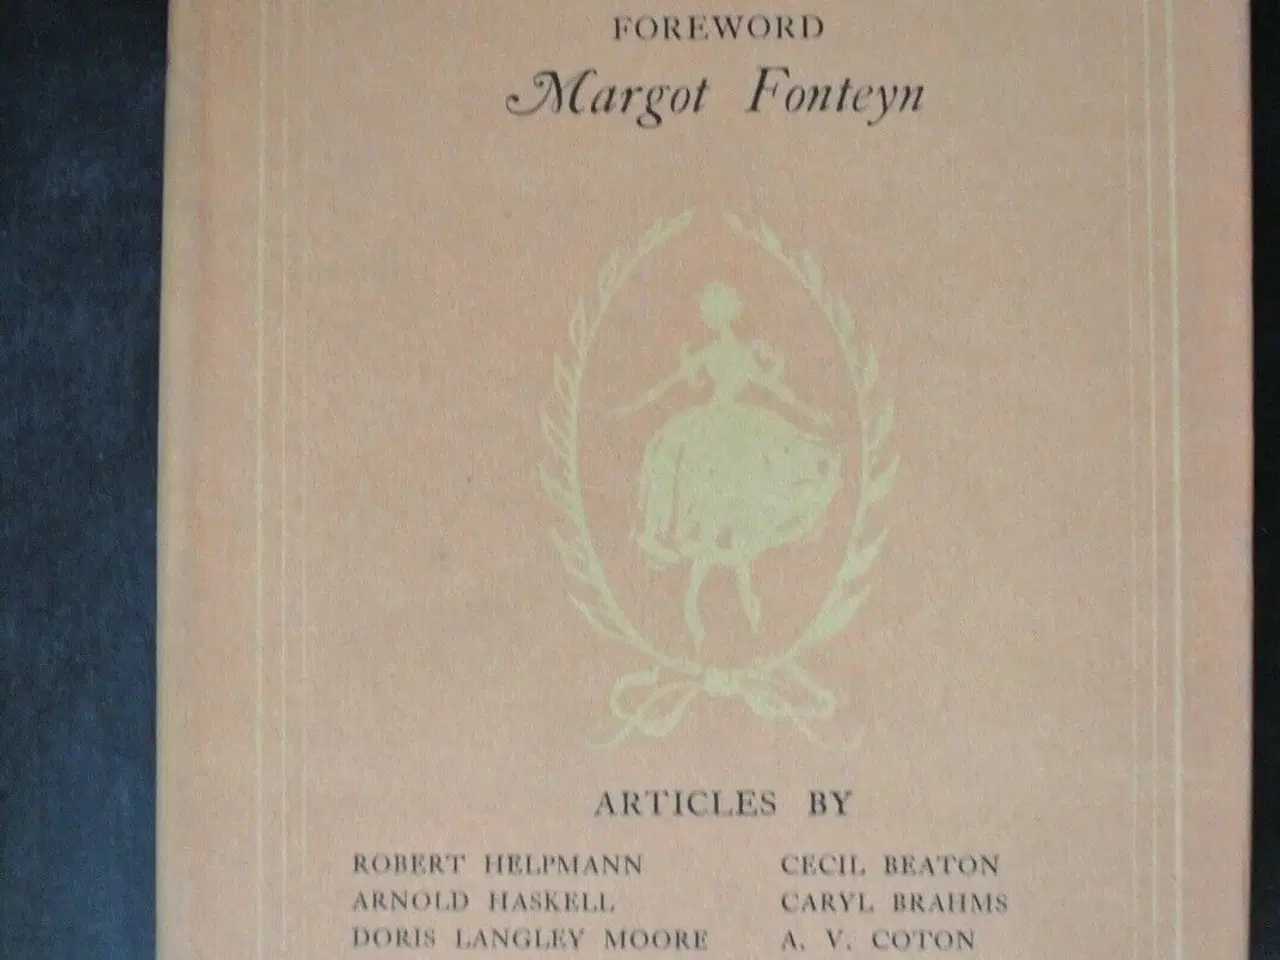 FOREWORD
Margot Fonteyn
ARTICLES BY
ROBERT HELPMANN CECIL BEATON
ARNOLD HASKELL CARYL BRAHMS
DORIS LANGLEY MOORE A. V. COTON